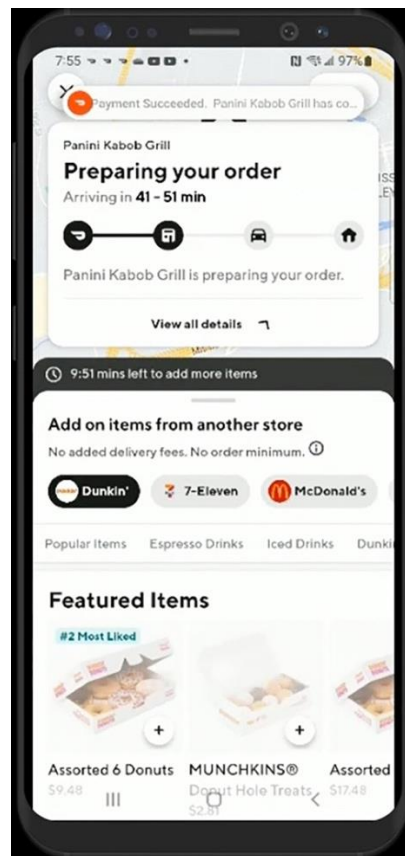 7:55
97%
Payment Succeeded. Panini Kabob Grill has co...
Panini Kabob Grill
Preparing your order
Arriving in 41 - 51 min
Panini Kabob Grill is preparing your order.
View all details
9:51 mins left to add more items
Add on items from another store
No added delivery fees. No order minimum.
Dunkin'
7-Eleven
McDonald's
Popular Items Espresso Drinks Iced Drinks Dunki
Featured Items
#2 Most Liked
Assorted 6 Donuts
$9.48
MUNCHKINS®
Donut Hole Treats
$2.81
Assorted
$17.48